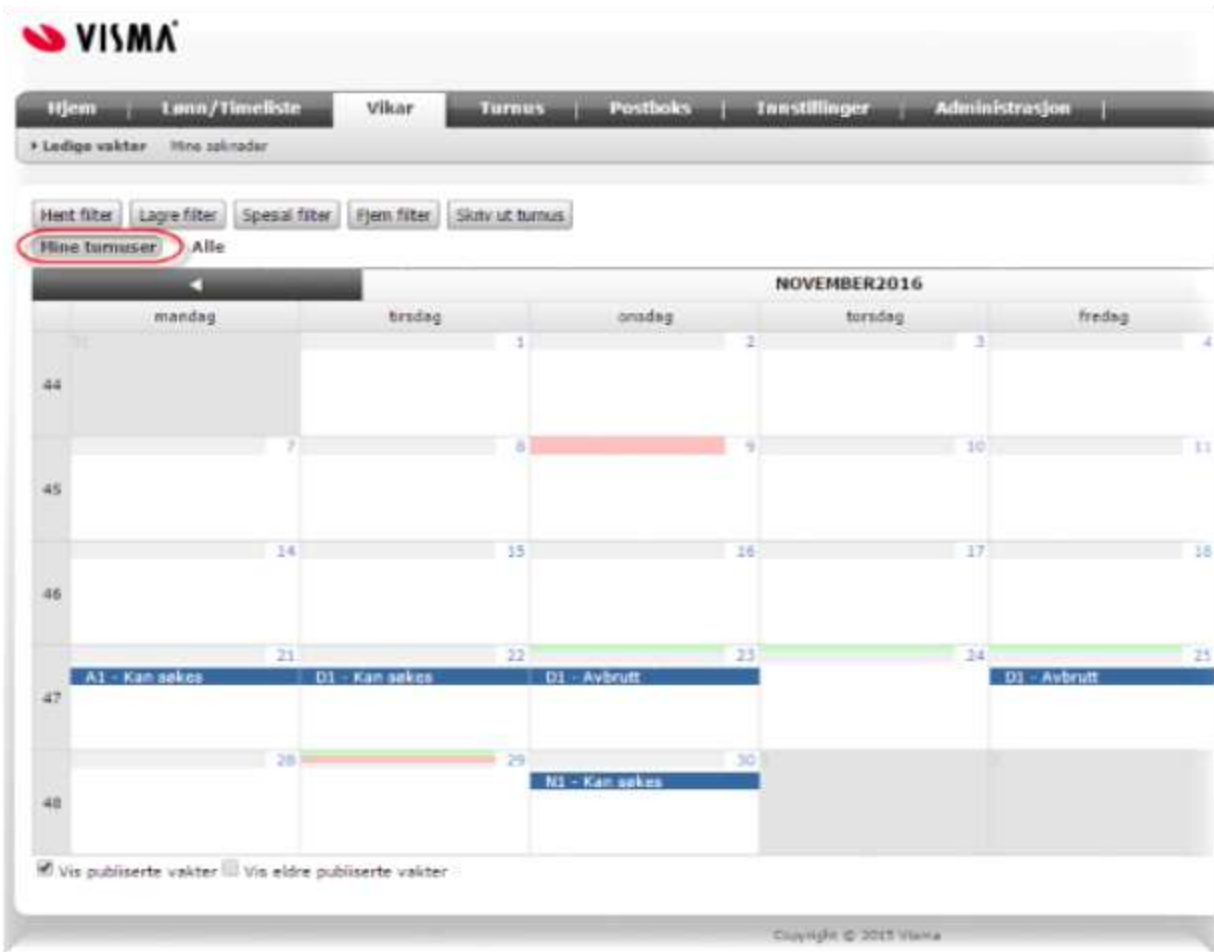 VISMA
Hjem Lønn/Timeliste Vikar Turnus Postboks Innstillinger Administrasjon
Ledige vakter Mine søknader
Hent filter Lagre filter Spesial filter Fjern filter Skriv ut turnus
Mine turnuser Alle
NOVEMBER2016
mandag tirsdag onsdag torsdag fredag
31 1 2 3 4
44
7 8 9 10 11
45
14 15 16 17 18
46
21 22 23 24 25
A1 - Kan søkes D1 - Kan søkes D1 - Avbrutt D1 - Avbrutt
47
28 29 30
N1 - Kan søkes
48
Vis publiserte vakter Vis eldre publiserte vakter
Copyright © 2015 Visma